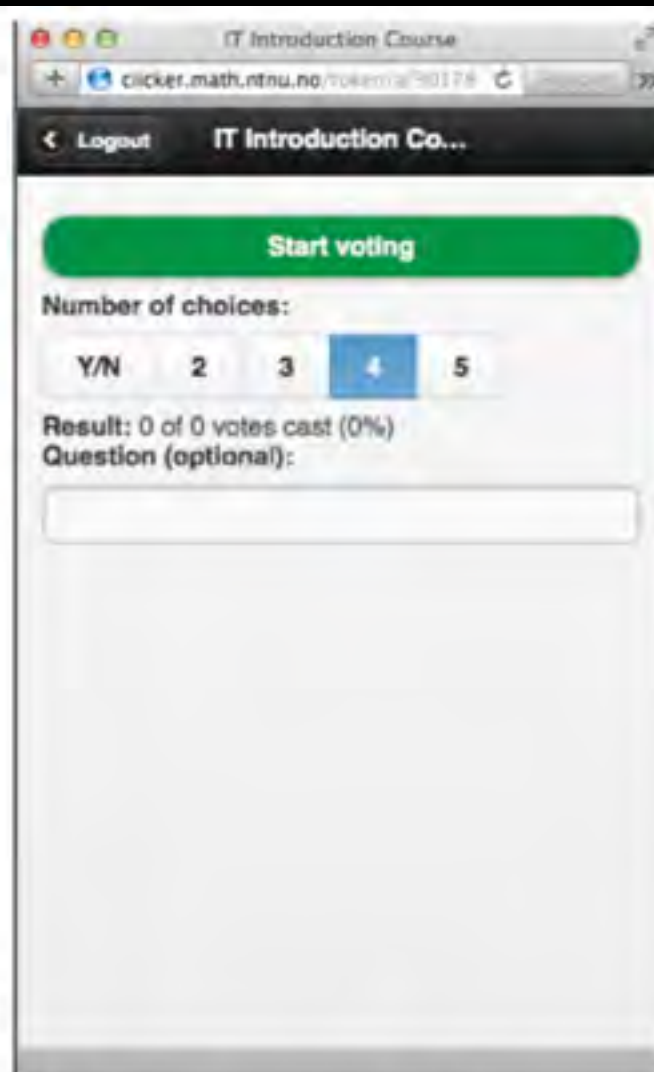 IT Introduction Course
clicker.math.ntnu.no
Logout IT Introduction Co...
Start voting
Number of choices:
Y/N 2 3 4 5
Result: 0 of 0 votes cast (0%)
Question (optional):